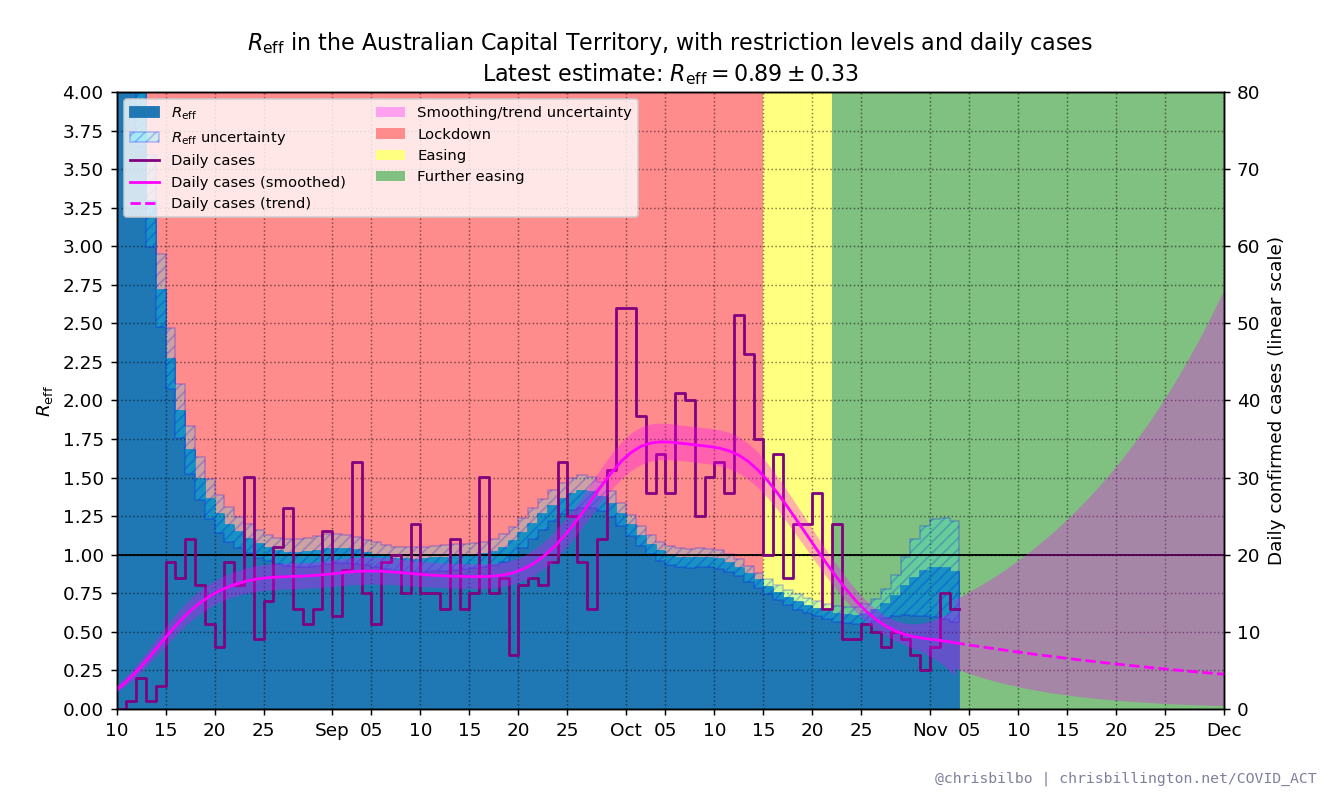 Reff in the Australian Capital Territory, with restriction levels and daily cases
Latest estimate: Reff = 0.89 ± 0.33
Reff
Reff uncertainty
Daily cases
Daily cases (smoothed)
Daily cases (trend)
Smoothing/trend uncertainty
Lockdown
Easing
Further easing
4.00
3.75
3.50
3.25
3.00
2.75
2.50
2.25
2.00
1.75
1.50
1.25
1.00
0.75
0.50
0.25
0.00
Reff
80
70
60
50
40
30
20
10
0
Daily confirmed cases (linear scale)
10 15 20 25 Sep 05 10 15 20 25 Oct 05 10 15 20 25 Nov 05 10 15 20 25 Dec
@chrisbilbo | chrisbillington.net/COVID_ACT